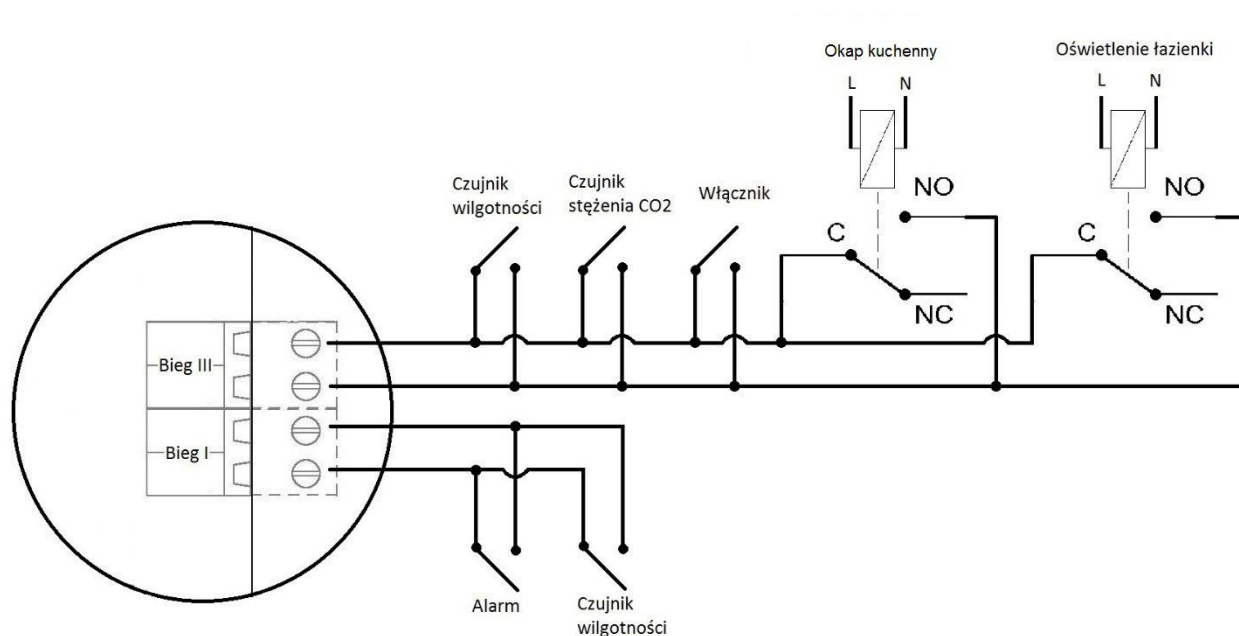 Okap kuchenny
Oświetlenie łazienki
L
N
L
N
Czujnik
wilgotności
Czujnik
stężenia CO2
Włącznik
NO
NO
C
C
NC
NC
Bieg III
Bieg I
Alarm
Czujnik
wilgotności